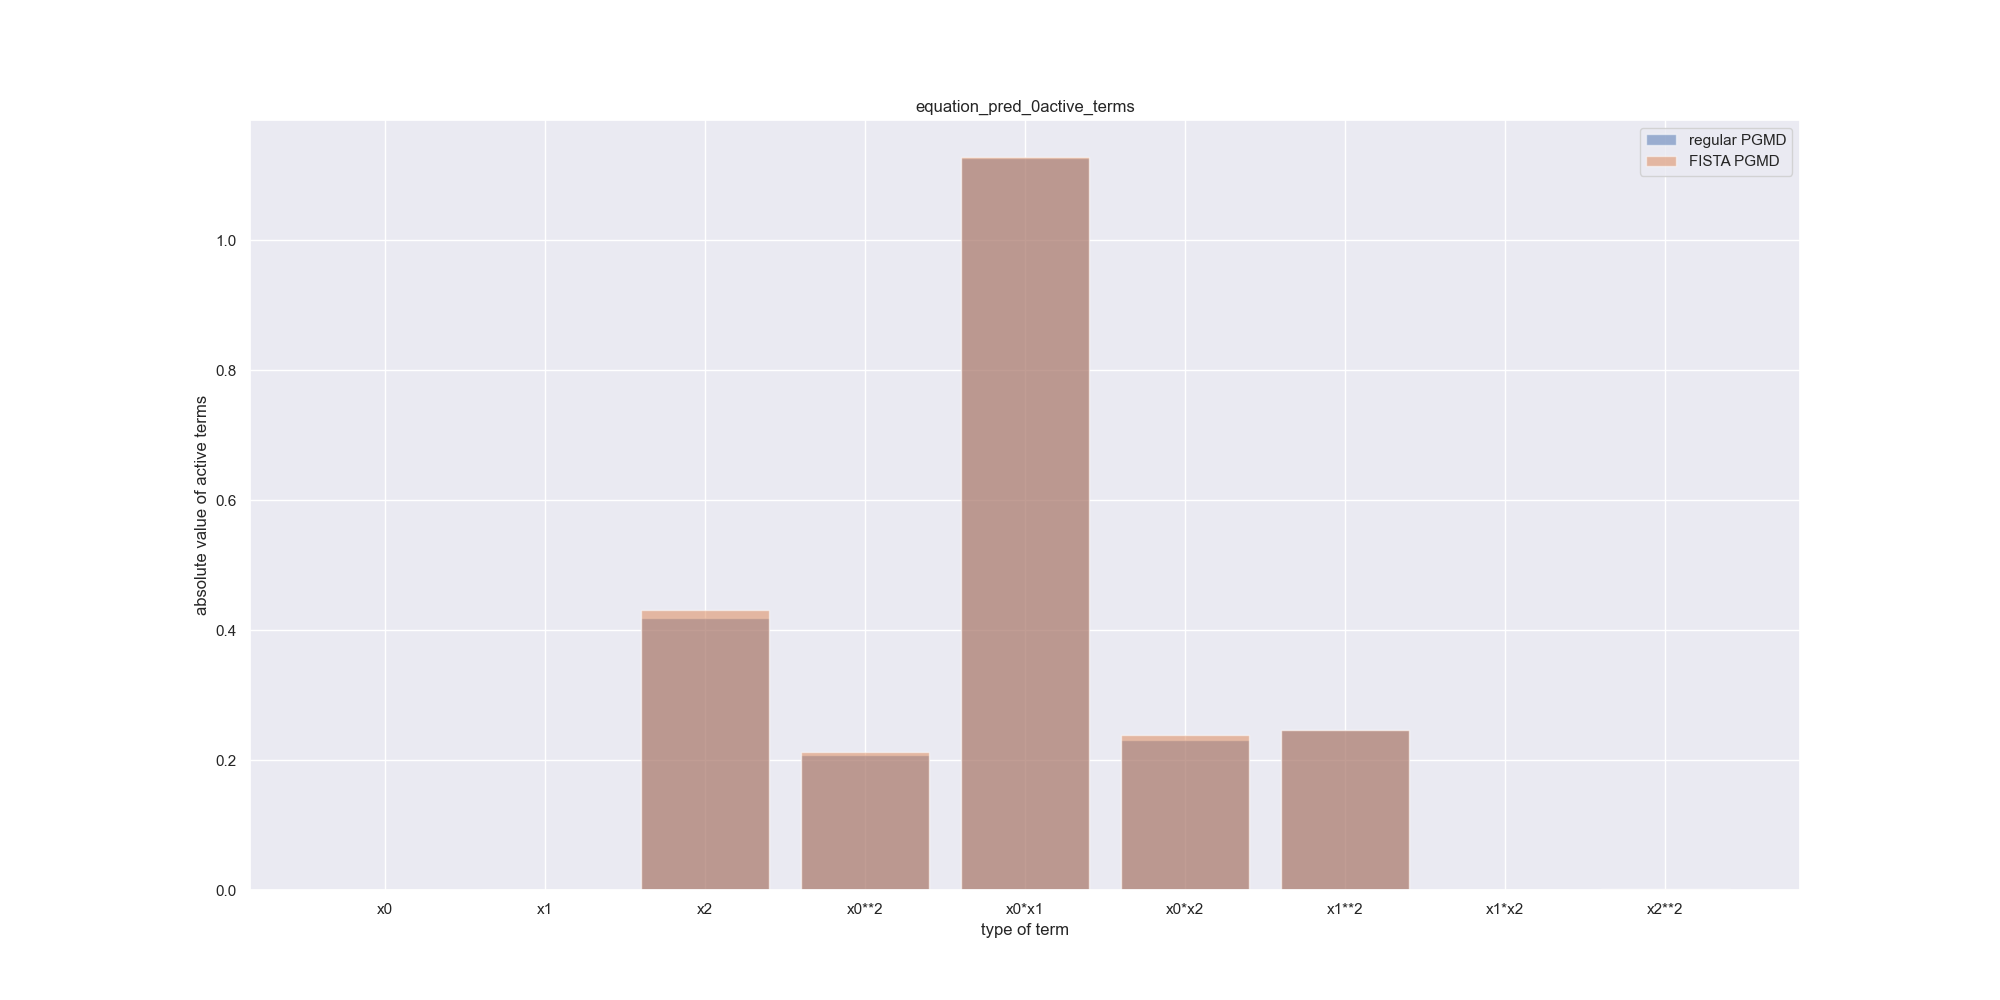 equation_pred_0active_terms
regular PGMD
FISTA PGMD
absolute value of active terms
1.0
0.8
0.6
0.4
0.2
0.0
x0 x1 x2 x0**2 x0*x1 x0*x2 x1**2 x1*x2 x2**2
type of term